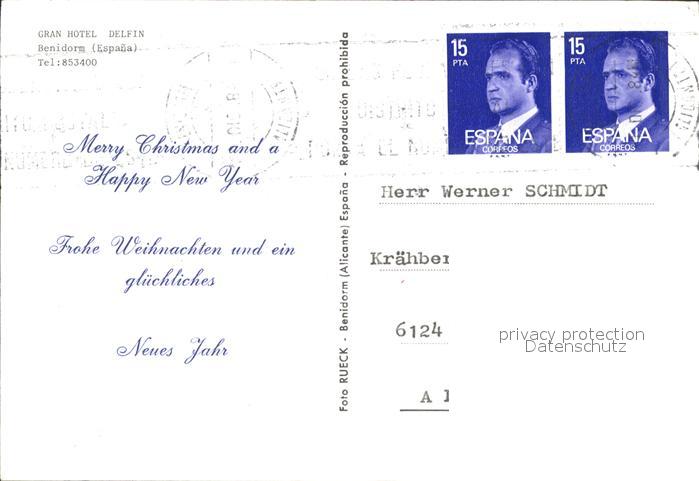 GRAN HOTEL DELFIN
Benidorm (España)
Tel:853400
Merry Christmas and a
Happy New Year
Frohe Weihnachten und ein
glüchliches
Neues Jahr
Foto RUECK - Benidorm (Alicante) España - Reproducción prohibida
15
PTA
ESPAÑA
CORREOS
15
PTA
ESPAÑA
CORREOS
Herr Werner SCHMIDT
Krähber
6124
privacy protection
Datenschutz
A